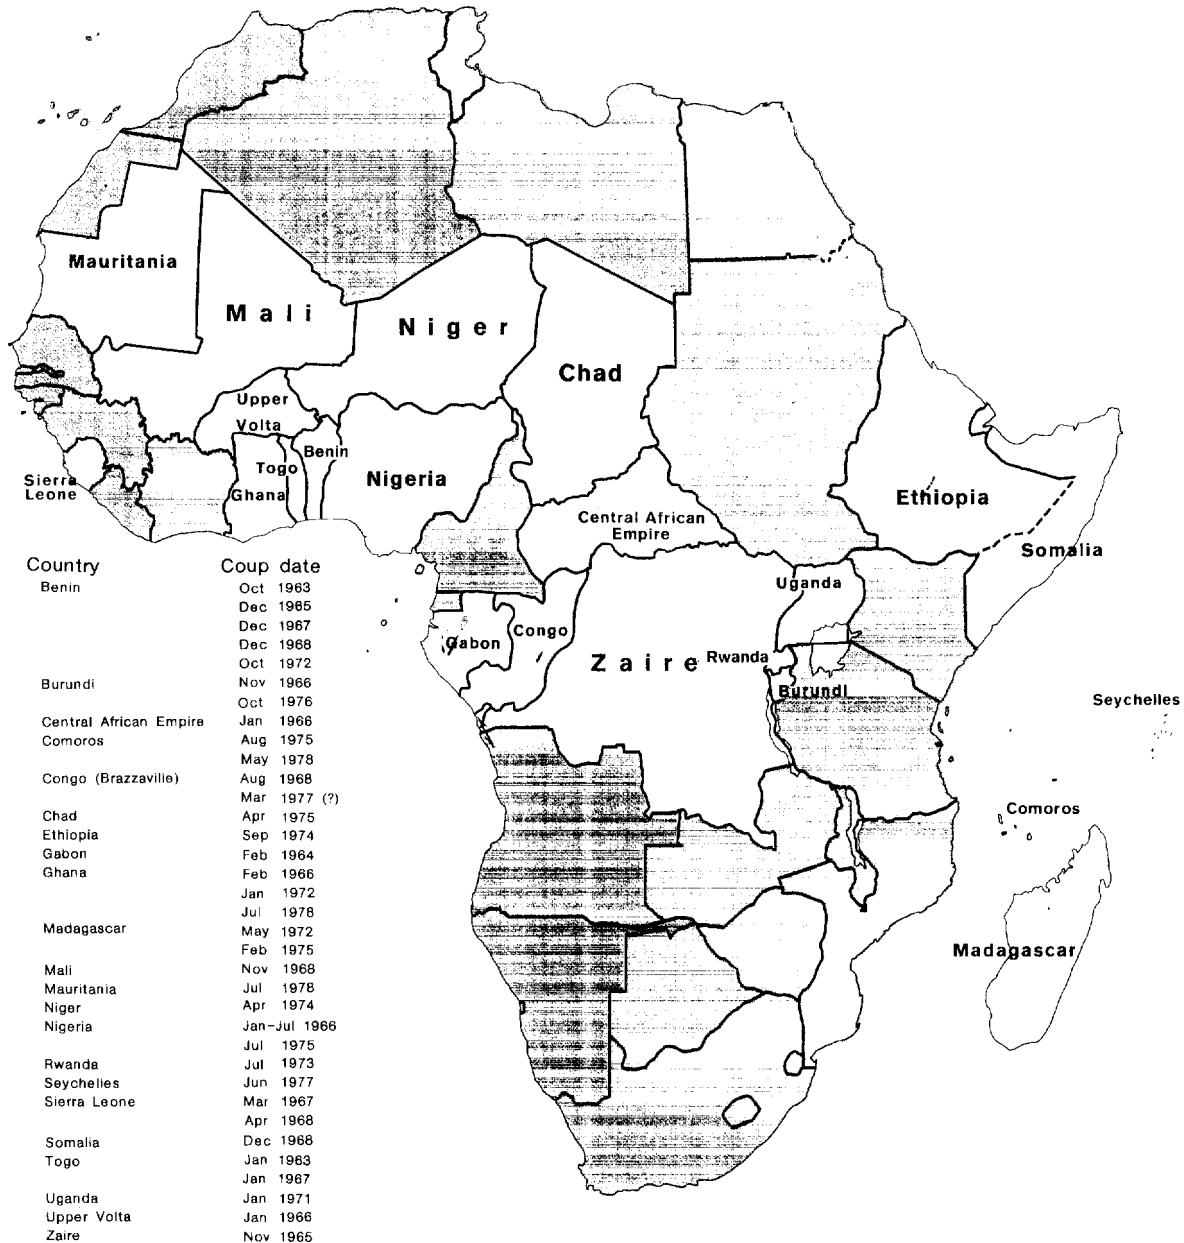 Mauritania
Mali
Niger
Chad
Upper
Volta
Benin
Togo
Ghana
Nigeria
Sierra
Leone
Ethiopia
Central African
Empire
Somalia
Uganda
Gabon
Congo
Zaire
Rwanda
Burundi
Seychelles
Comoros
Madagascar
Country Coup date
Benin Oct 1963
Dec 1965
Dec 1967
Dec 1968
Oct 1972
Burundi Nov 1966
Oct 1976
Central African Empire Jan 1966
Comoros Aug 1975
May 1978
Congo (Brazzaville) Aug 1968
Mar 1977 (?)
Chad Apr 1975
Ethiopia Sep 1974
Gabon Feb 1964
Ghana Feb 1966
Jan 1972
Jul 1978
Madagascar May 1972
Feb 1975
Mali Nov 1968
Mauritania Jul 1978
Niger Apr 1974
Nigeria Jan-Jul 1966
Jul 1975
Rwanda Jul 1973
Seychelles Jun 1977
Sierra Leone Mar 1967
Apr 1968
Somalia Dec 1968
Togo Jan 1963
Jan 1967
Uganda Jan 1971
Upper Volta Jan 1966
Zaire Nov 1965